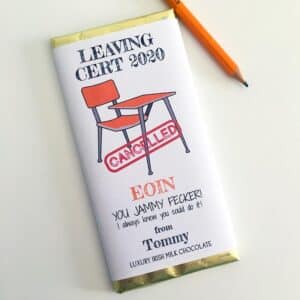 LEAVING
CERT 2020
CANCELLED
EOIN
YOU JAMMY FECKER!
I always knew you could do it!
from
Tommy
LUXURY IRISH MILK CHOCOLATE